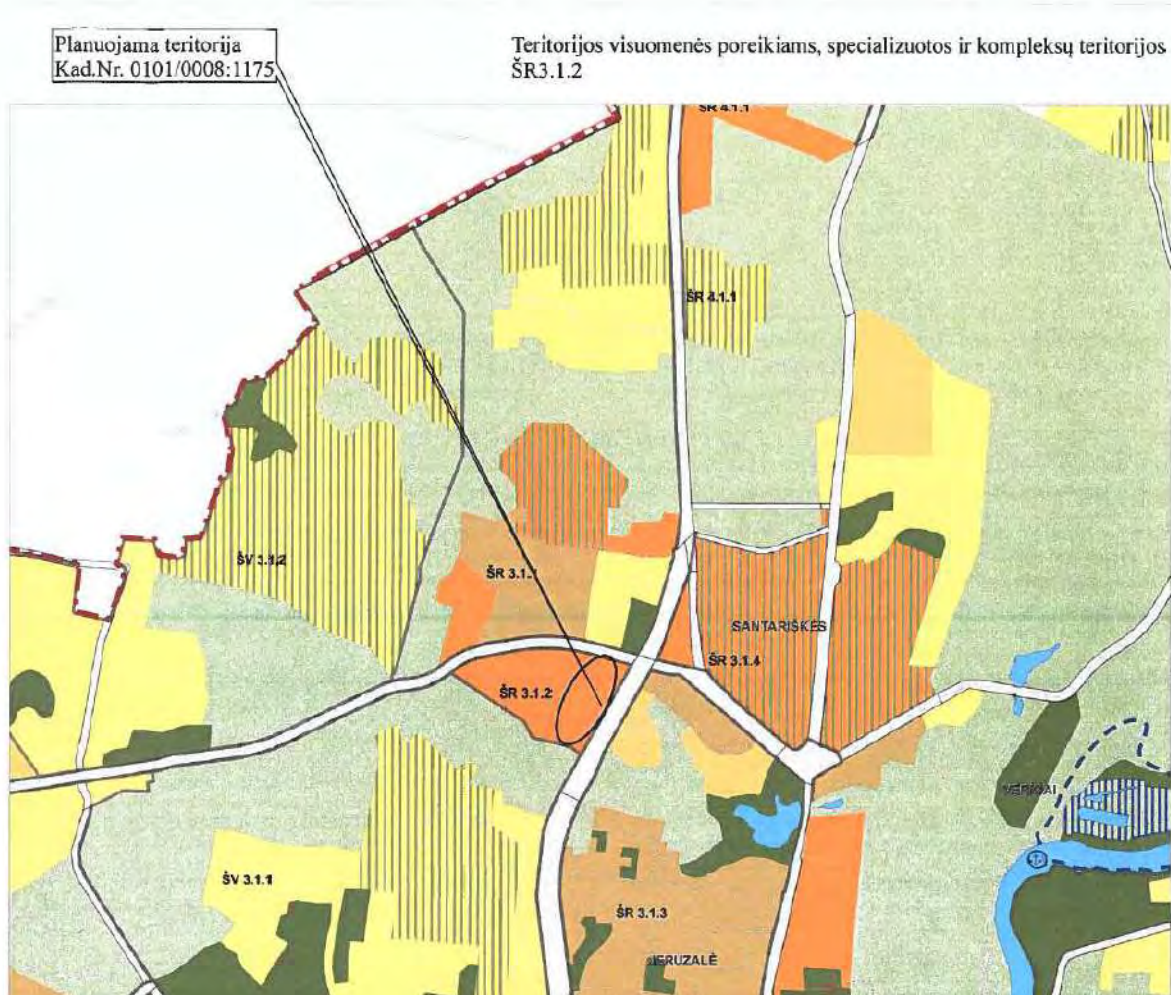 Planuojama teritorija
Kad.Nr. 0101/0008:1175
Teritorijos visuomenės poreikiams, specializuotos ir kompleksų teritorijos
ŠR3.1.2
ŠR 4.1.1
ŠR 4.1.1
ŠV 3.1.2
ŠR 3.1.1
SANTARIŠKĖS
ŠR 3.1.4
ŠR 3.1.2
VERKIAI
ŠV 3.1.1
ŠR 3.1.3
JERUZALĖ